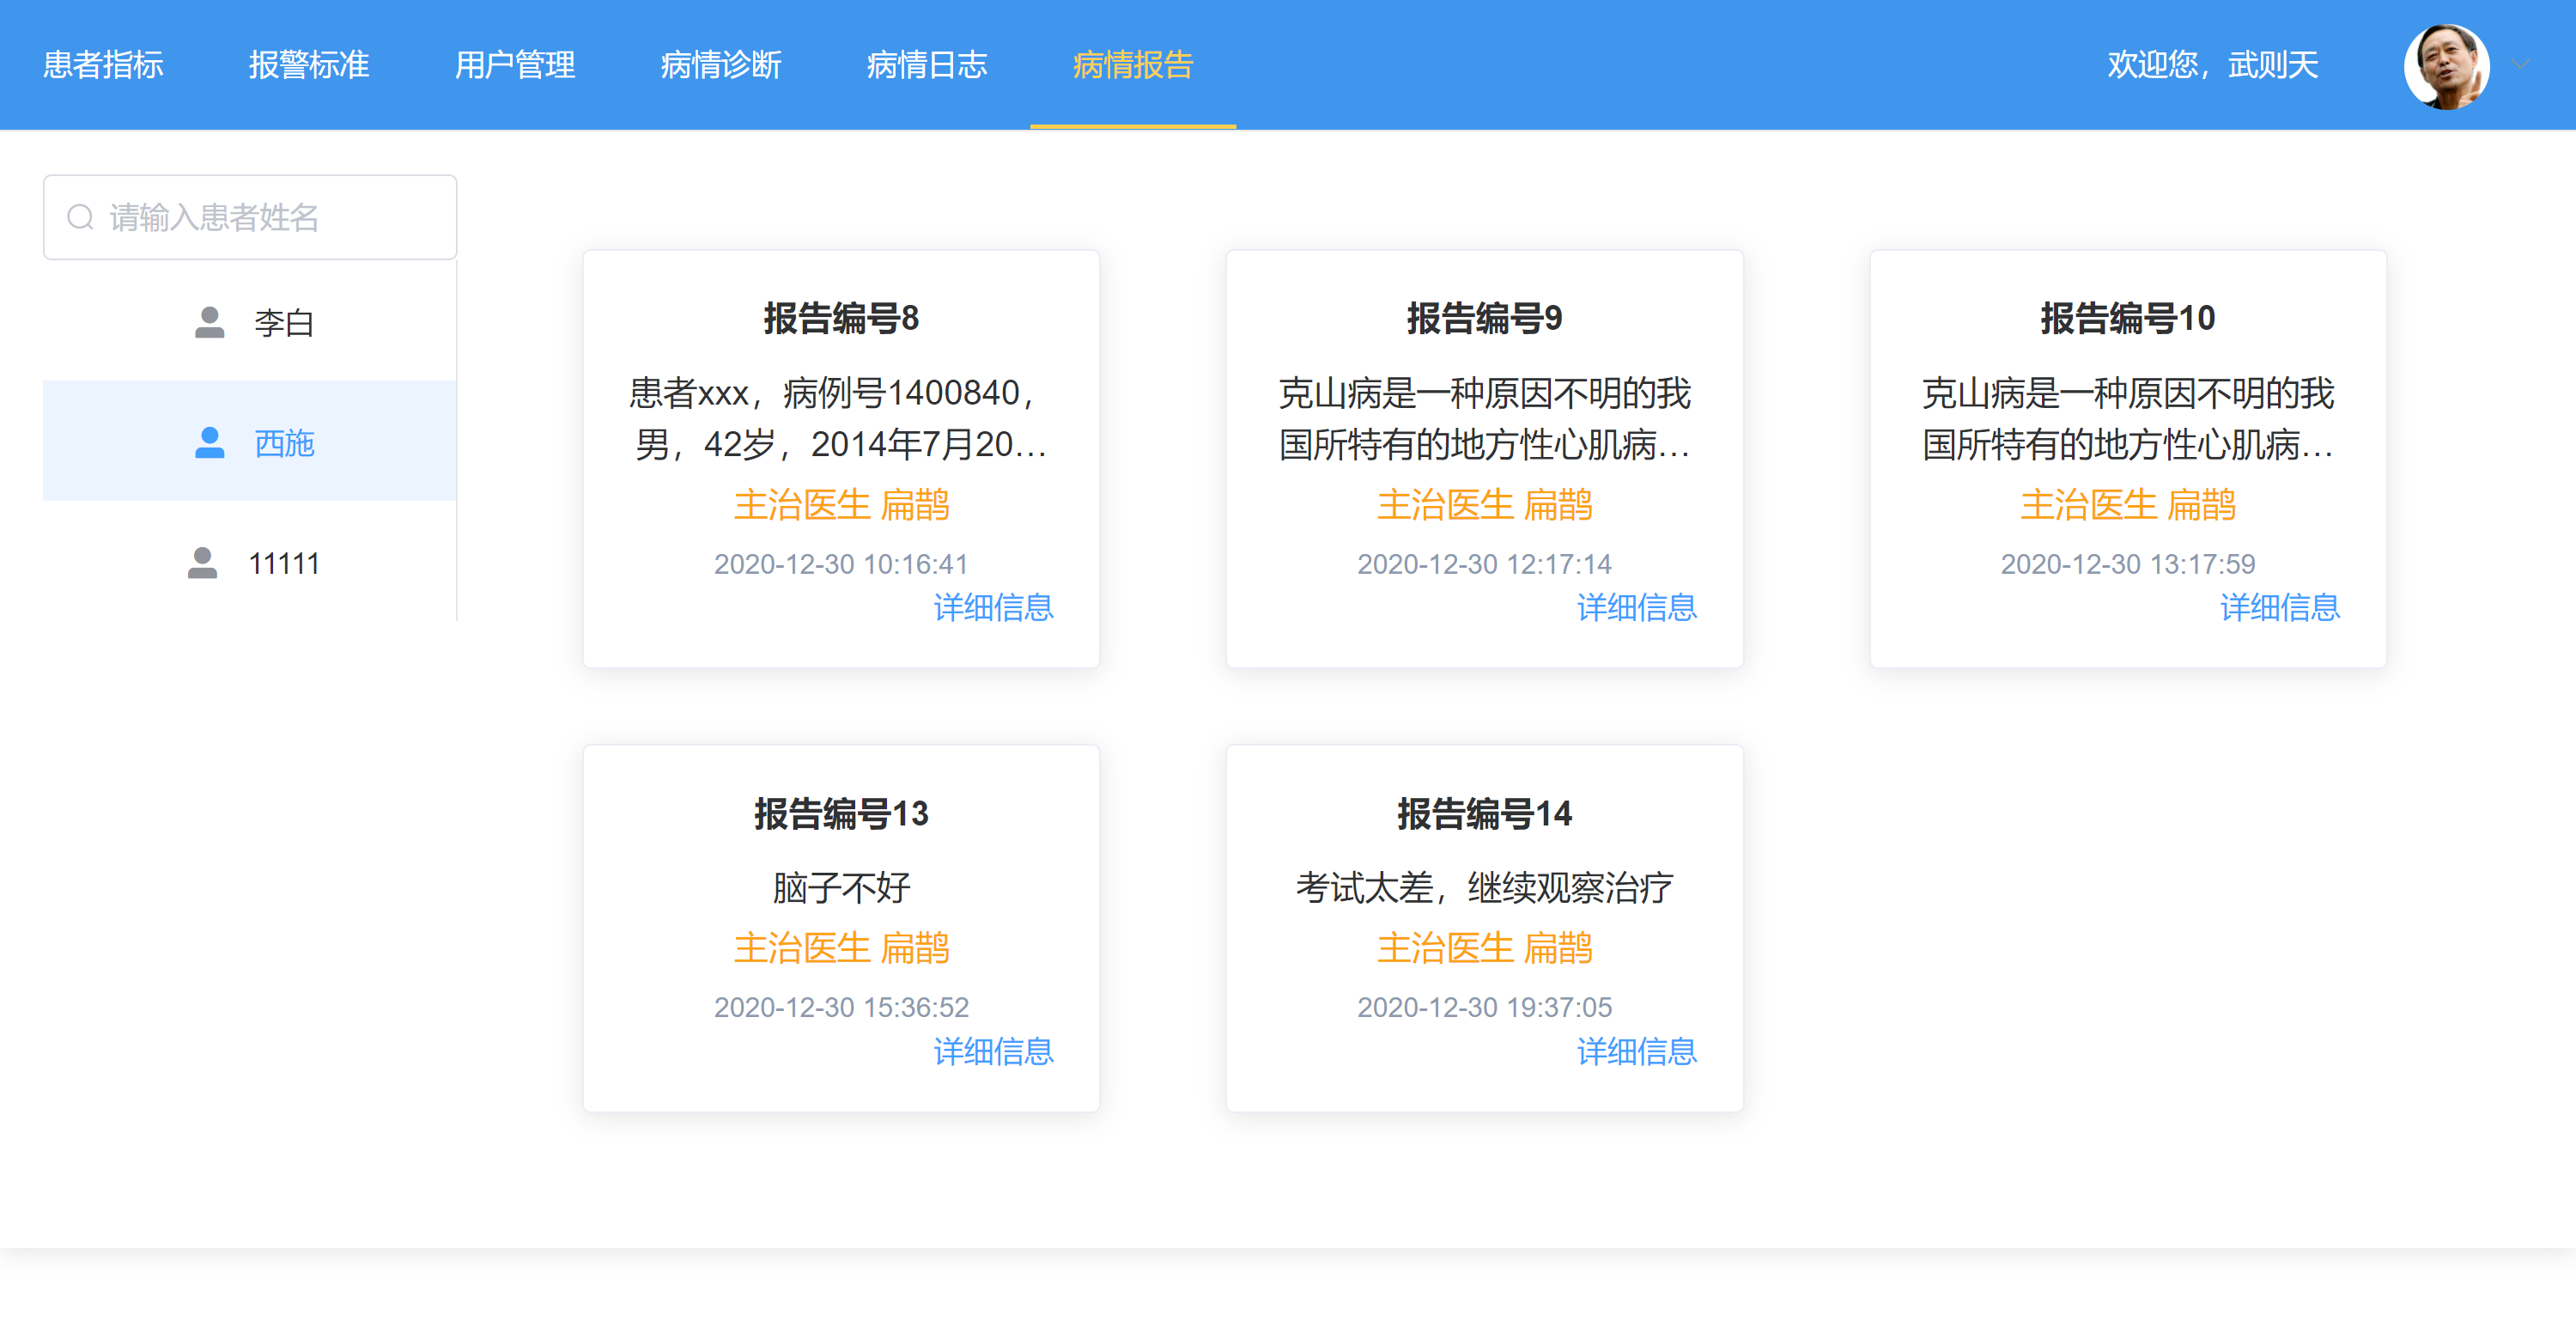 患者指标
报警标准
用户管理
病情诊断
病情日志
病情报告
欢迎您，武则天
请输入患者姓名
李白
西施
11111
报告编号8
患者xxx，病例号1400840，
男，42岁，2014年7月20…
主治医生 扁鹊
2020-12-30 10:16:41
详细信息
报告编号9
克山病是一种原因不明的我
国所特有的地方性心肌病…
主治医生 扁鹊
2020-12-30 12:17:14
详细信息
报告编号10
克山病是一种原因不明的我
国所特有的地方性心肌病…
主治医生 扁鹊
2020-12-30 13:17:59
详细信息
报告编号13
脑子不好
主治医生 扁鹊
2020-12-30 15:36:52
详细信息
报告编号14
考试太差，继续观察治疗
主治医生 扁鹊
2020-12-30 19:37:05
详细信息